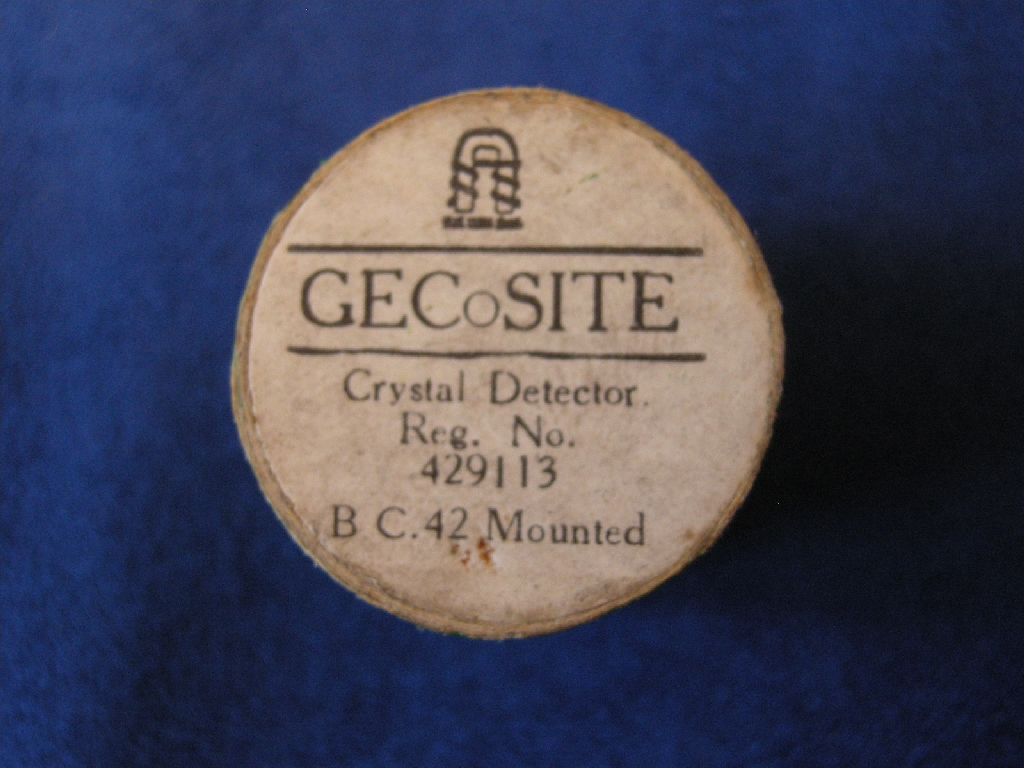 GECoSITE
Crystal Detector.
Reg. No.
429113
B C.42 Mounted